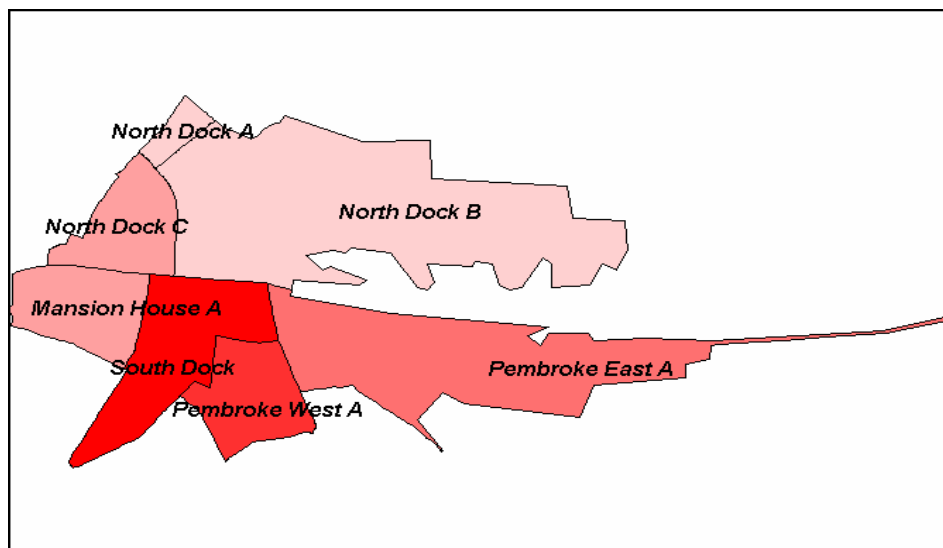 North Dock A
North Dock B
North Dock C
Mansion House A
South Dock
Pembroke East A
Pembroke West A